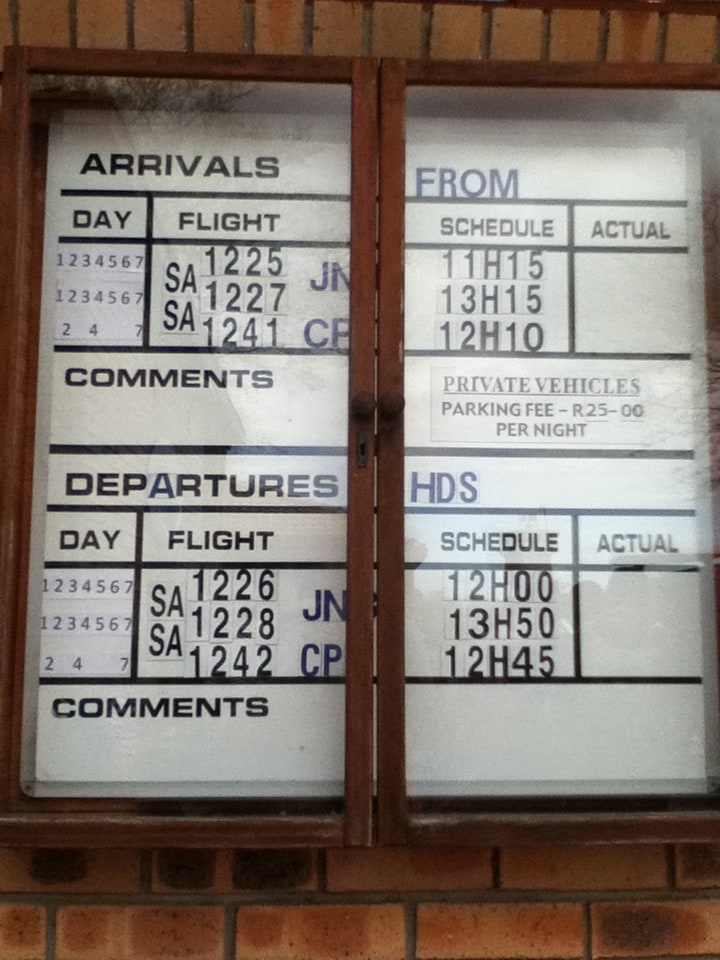 ARRIVALS FROM
DAY FLIGHT SCHEDULE ACTUAL
1234567 SA 1225 JN 11H15
1234567 SA 1227 13H15
2 4 7 1241 CP 12H10
COMMENTS
PRIVATE VEHICLES
PARKING FEE - R25-00
PER NIGHT
DEPARTURES HDS
DAY FLIGHT SCHEDULE ACTUAL
1234567 SA 1226 JN 12H00
1234567 SA 1228 13H50
2 4 7 1242 CP 12H45
COMMENTS